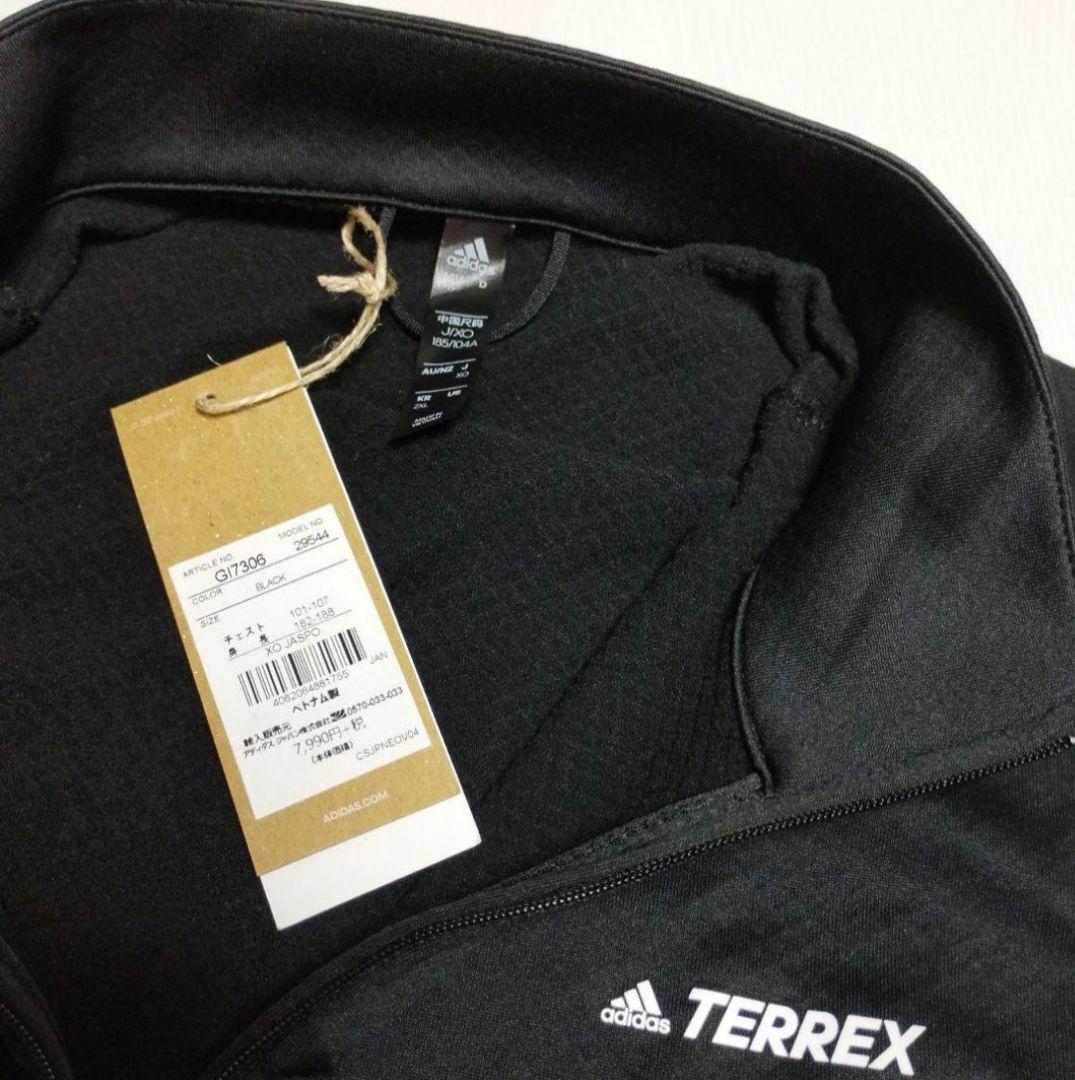 adidas
中国尺码
J/XO
185/104A
AU/NZ J
XO
KR US
2XL
MADE IN
ARTICLE NO. MODEL NO.
GI7306 29544
COLOR BLACK
SIZE
チェスト 101-107
身長 182-188
XO JASPO
JAN
4062064881755
ベトナム製
輸入販売元
アディダス ジャパン株式会社 0570-033-033
7,990円+税
(本体価格)
CSJPNEOV04
ADIDAS.COM
adidas TERREX